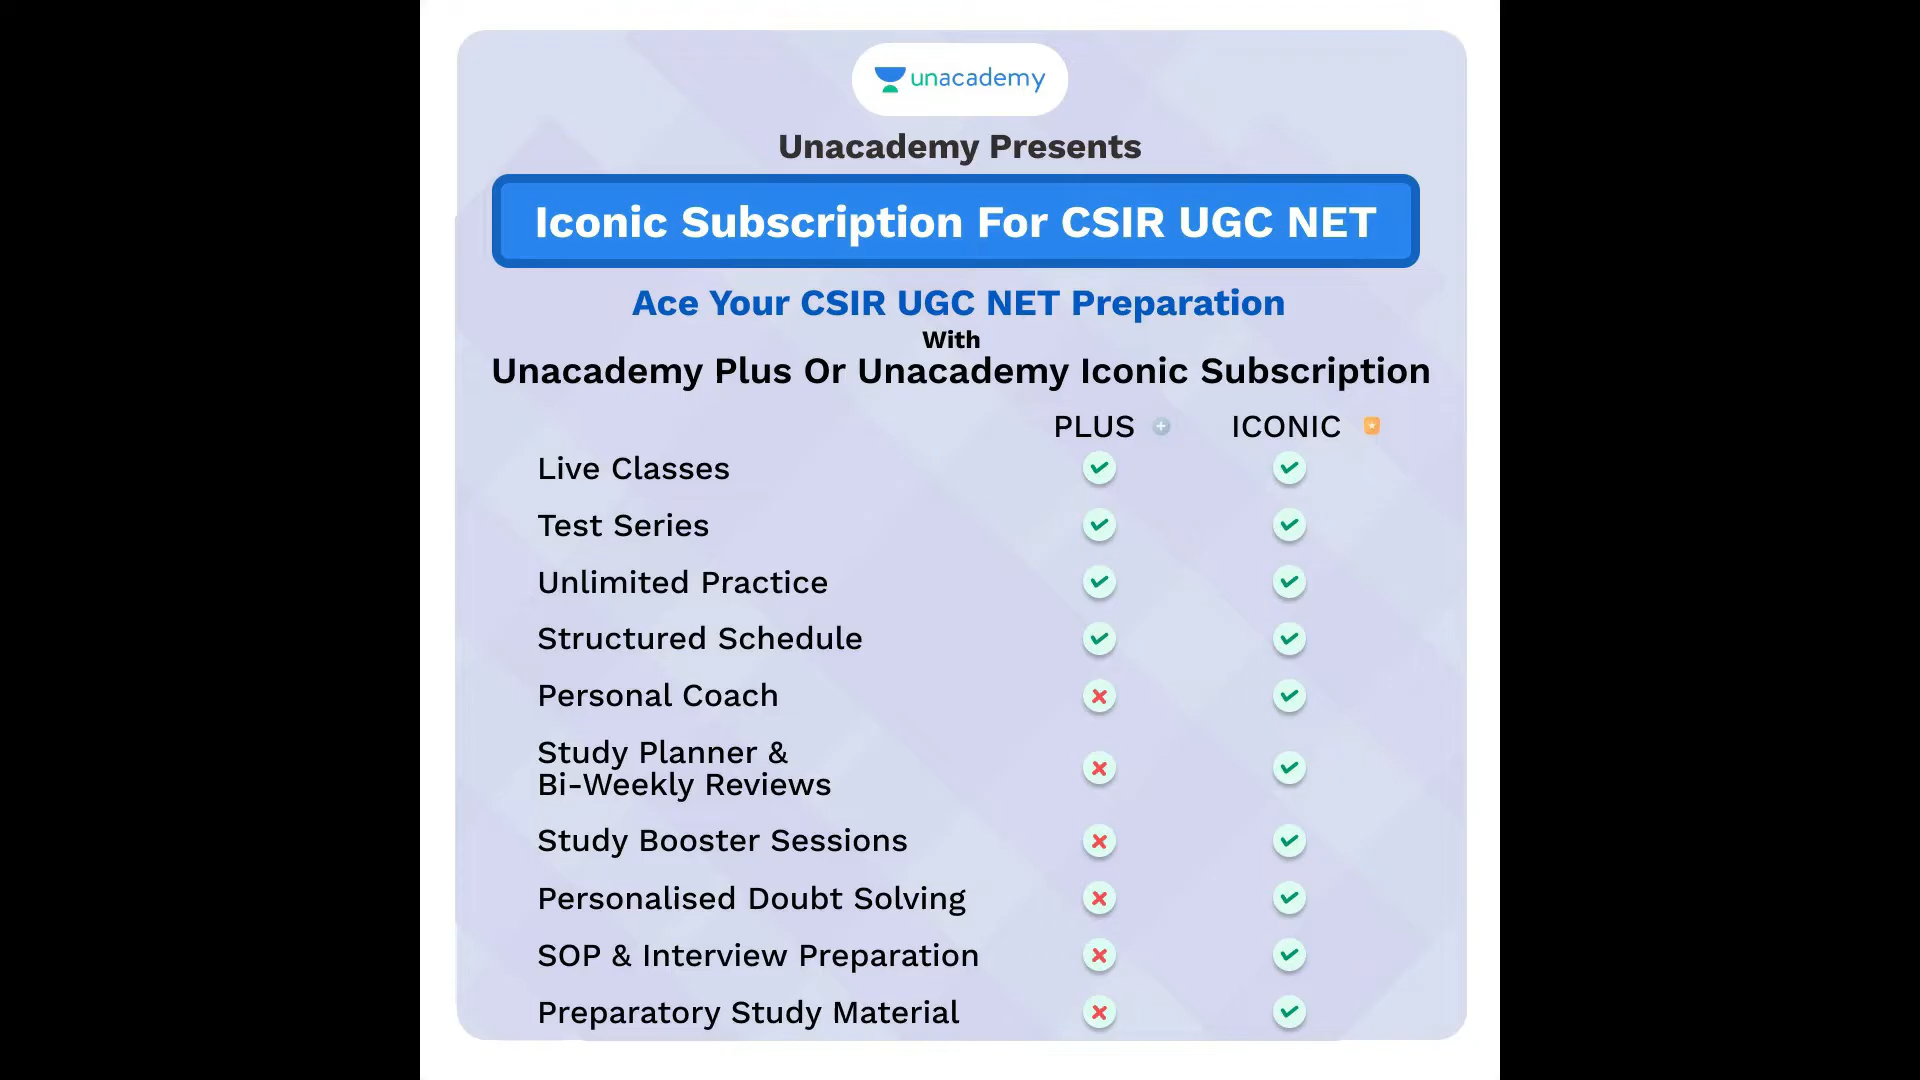 unacademy
Unacademy Presents
Iconic Subscription For CSIR UGC NET
Ace Your CSIR UGC NET Preparation
With
Unacademy Plus Or Unacademy Iconic Subscription
PLUS ICONIC
Live Classes
Test Series
Unlimited Practice
Structured Schedule
Personal Coach
Study Planner &
Bi-Weekly Reviews
Study Booster Sessions
Personalised Doubt Solving
SOP & Interview Preparation
Preparatory Study Material